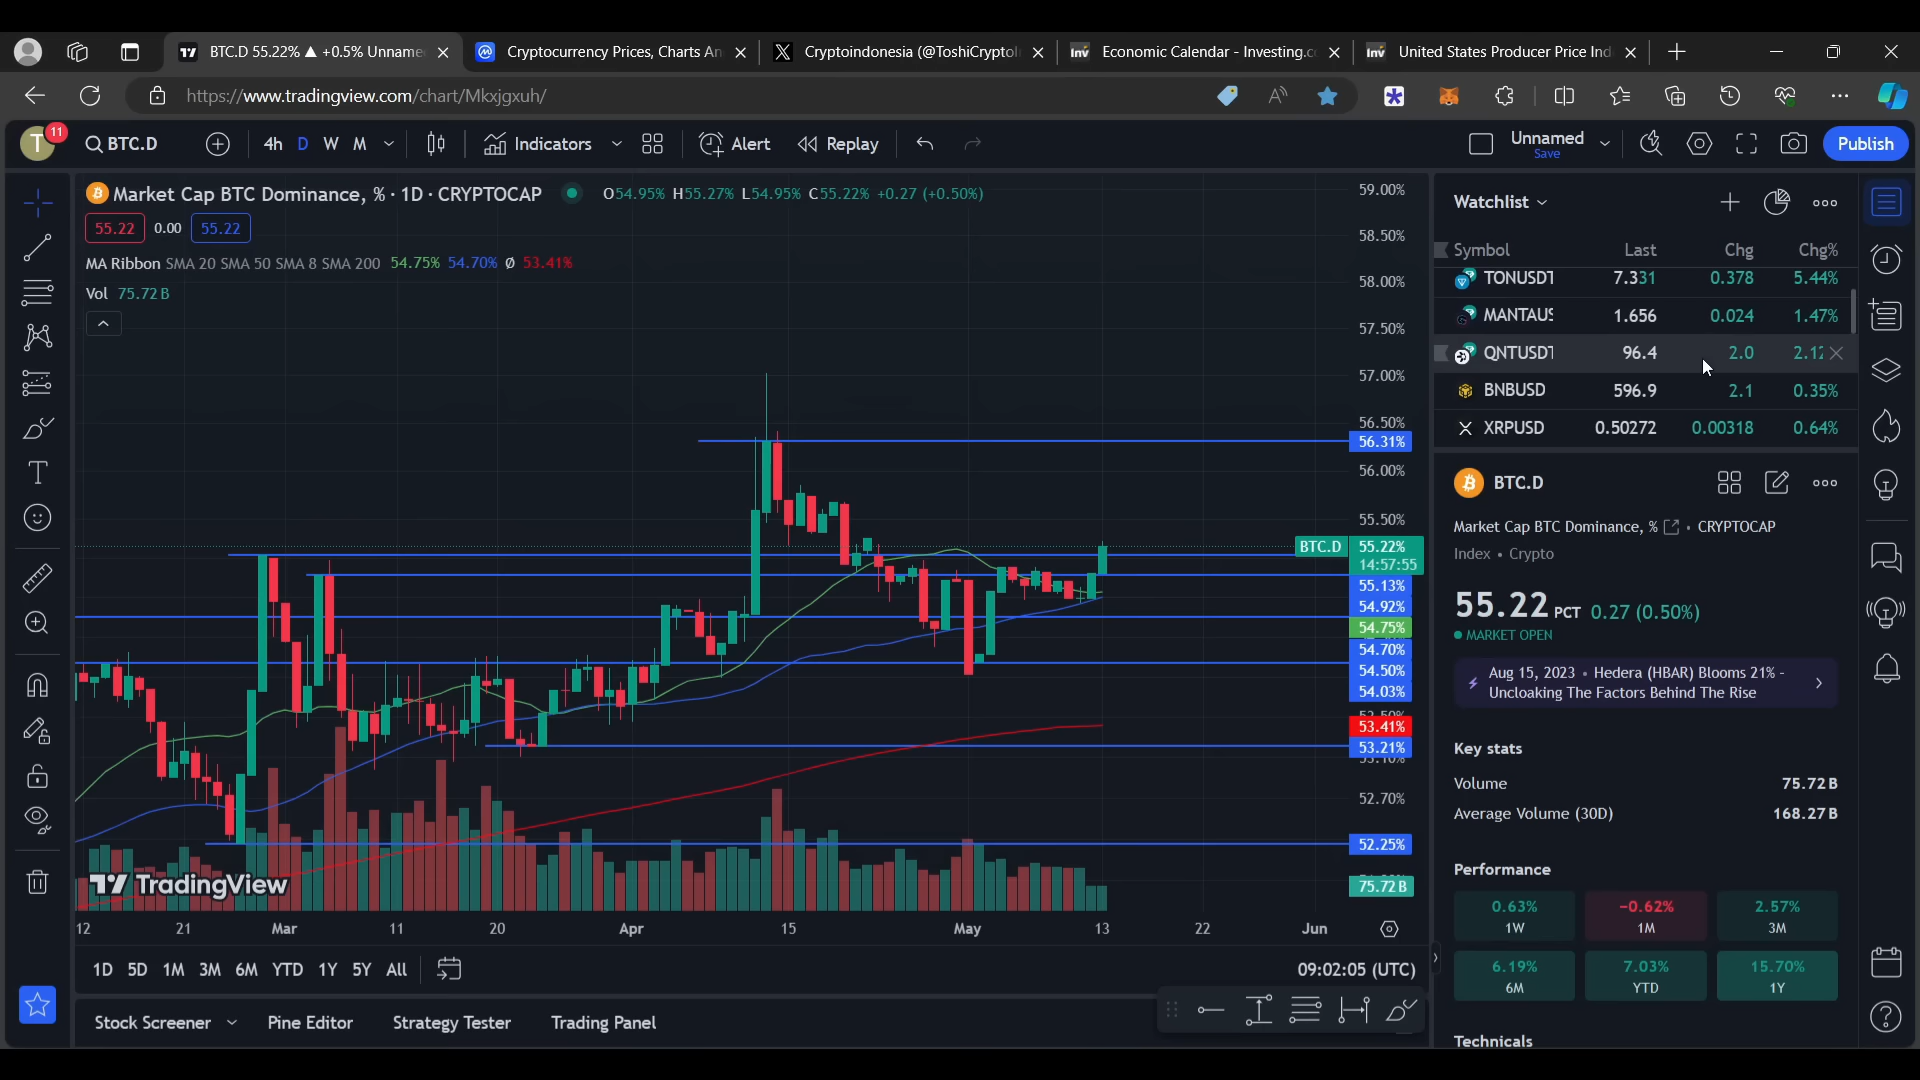 BTC.D 55.22% ▲ +0.5% Unname
Cryptocurrency Prices, Charts An
Cryptoindonesia (@ToshiCryptoI
Economic Calendar - Investing.c
United States Producer Price Ind
https://www.tradingview.com/chart/Mkxjgxuh/
T 11 BTC.D 4h D W M Indicators Alert Replay Unnamed Save Publish
Market Cap BTC Dominance, % · 1D · CRYPTOCAP O54.95% H55.27% L54.95% C55.22% +0.27 (+0.50%)
55.22 0.00 55.22
MA Ribbon SMA 20 SMA 50 SMA 8 SMA 200 54.75% 54.70% Ø 53.41%
Vol 75.72 B
59.00%
58.50%
58.00%
57.50%
57.00%
56.50%
56.31%
56.00%
55.50%
BTC.D 55.22%
14:57:55
55.13%
54.92%
54.75%
54.70%
54.50%
54.03%
53.41%
53.21%
52.70%
52.25%
75.72 B
TradingView
12 21 Mar 11 20 Apr 15 May 13 22 Jun
1D 5D 1M 3M 6M YTD 1Y 5Y All 09:02:05 (UTC)
Stock Screener Pine Editor Strategy Tester Trading Panel
Watchlist
Symbol Last Chg Chg%
TONUSDT 7.331 0.378 5.44%
MANTAUS 1.656 0.024 1.47%
QNTUSDT 96.4 2.0 2.12
BNBUSD 596.9 2.1 0.35%
XRPUSD 0.50272 0.00318 0.64%
BTC.D
Market Cap BTC Dominance, % • CRYPTOCAP
Index • Crypto
55.22 PCT 0.27 (0.50%)
MARKET OPEN
Aug 15, 2023 • Hedera (HBAR) Blooms 21% -
Uncloaking The Factors Behind The Rise
Key stats
Volume 75.72B
Average Volume (30D) 168.27B
Performance
0.63% −0.62% 2.57%
1W 1M 3M
6.19% 7.03% 15.70%
6M YTD 1Y
Technicals